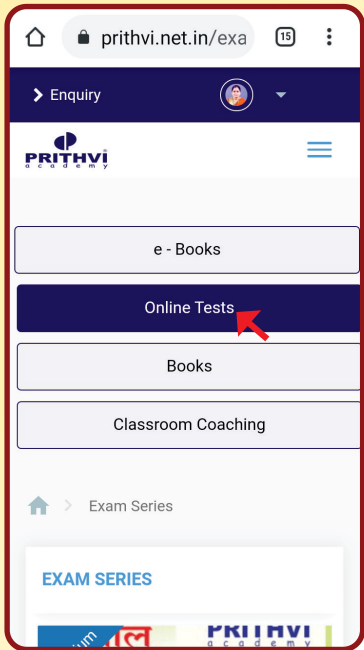 prithvi.net.in/exa
15
Enquiry
PRITHVI
academy
e - Books
Online Tests
Books
Classroom Coaching
Exam Series
EXAM SERIES
PRITHVI
academy